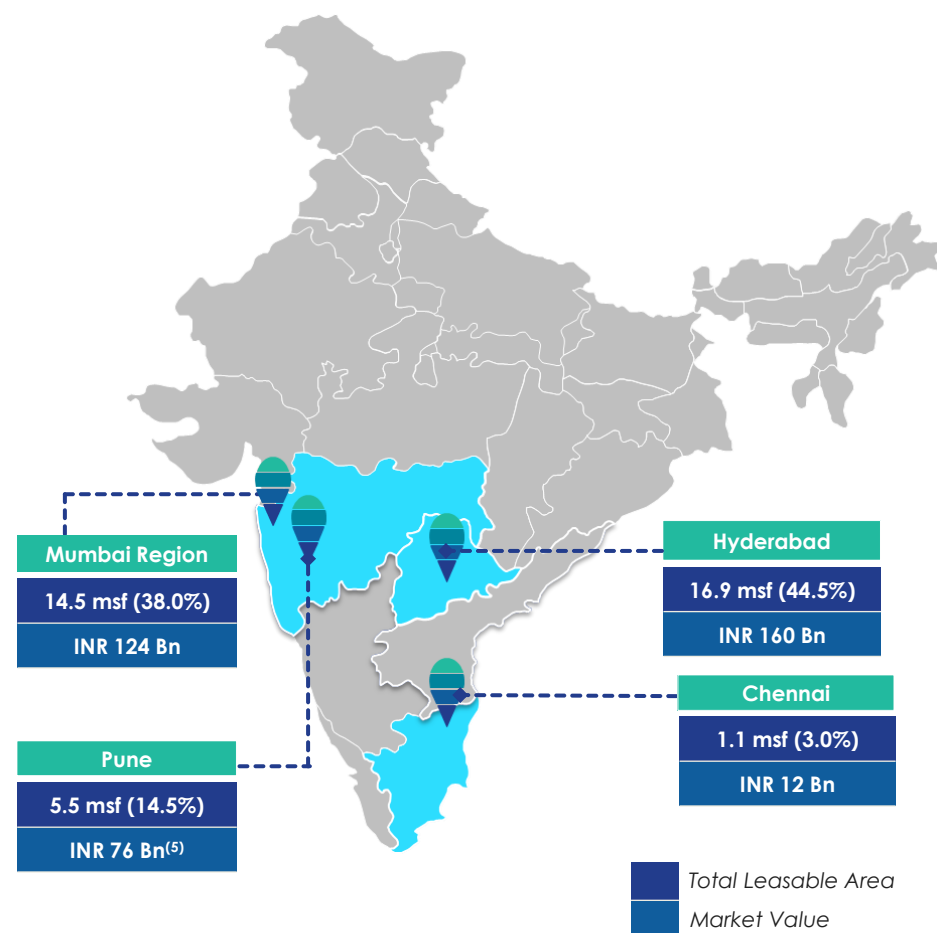 Mumbai Region
14.5 msf (38.0%)
INR 124 Bn
Pune
5.5 msf (14.5%)
INR 76 Bn(5)
Hyderabad
16.9 msf (44.5%)
INR 160 Bn
Chennai
1.1 msf (3.0%)
INR 12 Bn
Total Leasable Area
Market Value